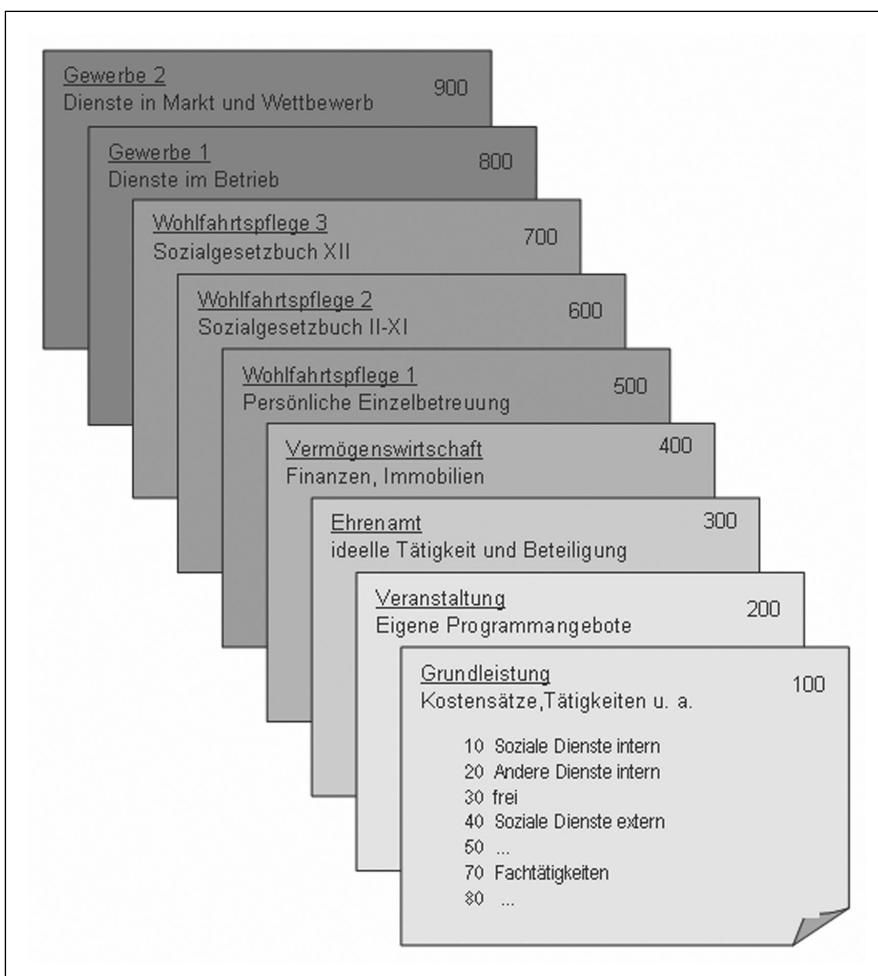 Gewerbe 2
900
Dienste in Markt und Wettbewerb
Gewerbe 1
800
Dienste im Betrieb
Wohlfahrtspflege 3
700
Sozialgesetzbuch XII
Wohlfahrtspflege 2
600
Sozialgesetzbuch II-XI
Wohlfahrtspflege 1
500
Persönliche Einzelbetreuung
Vermögenswirtschaft
400
Finanzen, Immobilien
Ehrenamt
300
ideelle Tätigkeit und Beteiligung
Veranstaltung
200
Eigene Programmangebote
Grundleistung
100
Kostensätze,Tätigkeiten u. a.
10 Soziale Dienste intern
20 Andere Dienste intern
30 frei
40 Soziale Dienste extern
50 ...
70 Fachtätigkeiten
80 ...